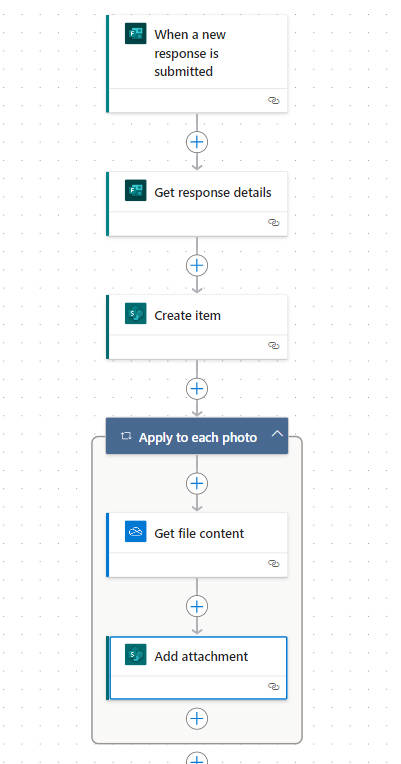 When a new
response is
submitted
Get response details
Create item
Apply to each photo
Get file content
Add attachment